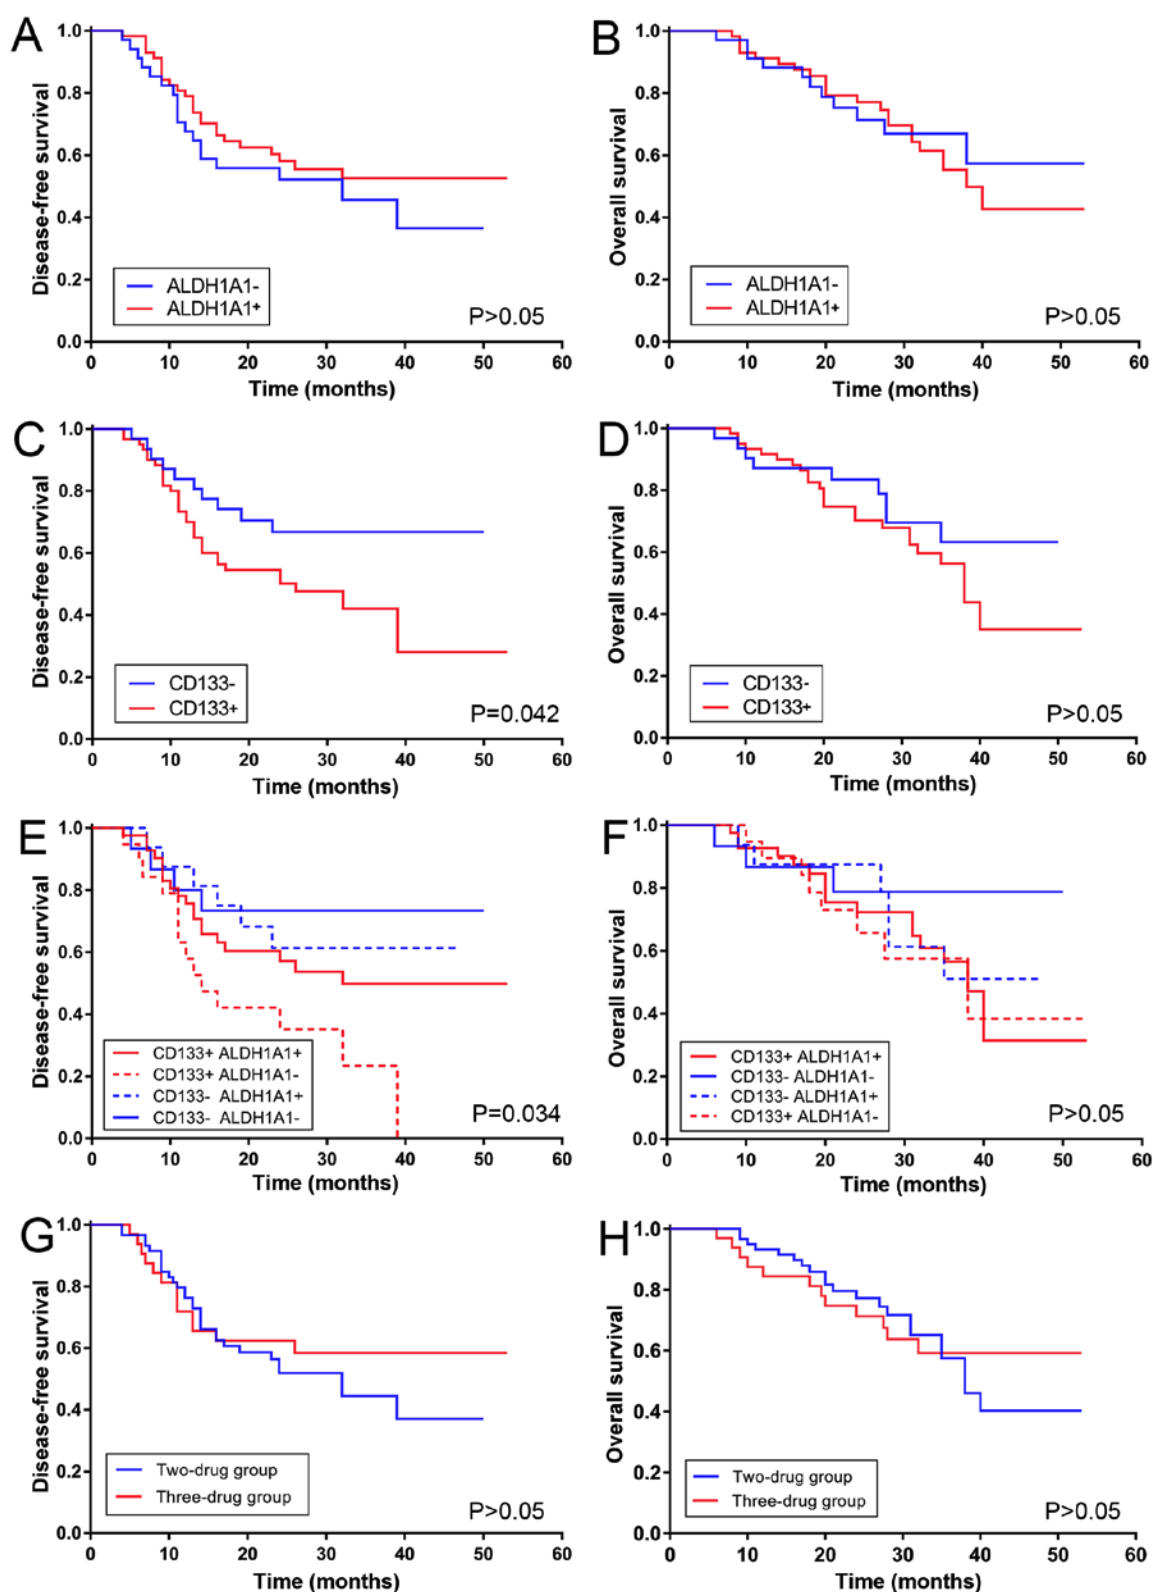 A
Disease-free survival
1.0
0.8
0.6
0.4
0.2
0.0
ALDH1A1-
ALDH1A1+
P>0.05
0 10 20 30 40 50 60
Time (months)
B
Overall survival
1.0
0.8
0.6
0.4
0.2
0.0
ALDH1A1-
ALDH1A1+
P>0.05
0 10 20 30 40 50 60
Time (months)
C
Disease-free survival
1.0
0.8
0.6
0.4
0.2
0.0
CD133-
CD133+
P=0.042
0 10 20 30 40 50 60
Time (months)
D
Overall survival
1.0
0.8
0.6
0.4
0.2
0.0
CD133-
CD133+
P>0.05
0 10 20 30 40 50 60
Time (months)
E
Disease-free survival
1.0
0.8
0.6
0.4
0.2
0.0
CD133+ ALDH1A1+
CD133+ ALDH1A1-
CD133- ALDH1A1+
CD133- ALDH1A1-
P=0.034
0 10 20 30 40 50 60
Time (months)
F
Overall survival
1.0
0.8
0.6
0.4
0.2
0.0
CD133+ ALDH1A1+
CD133- ALDH1A1-
CD133- ALDH1A1+
CD133+ ALDH1A1-
P>0.05
0 10 20 30 40 50 60
Time (months)
G
Disease-free survival
1.0
0.8
0.6
0.4
0.2
0.0
Two-drug group
Three-drug group
P>0.05
0 10 20 30 40 50 60
Time (months)
H
Overall survival
1.0
0.8
0.6
0.4
0.2
0.0
Two-drug group
Three-drug group
P>0.05
0 10 20 30 40 50 60
Time (months)